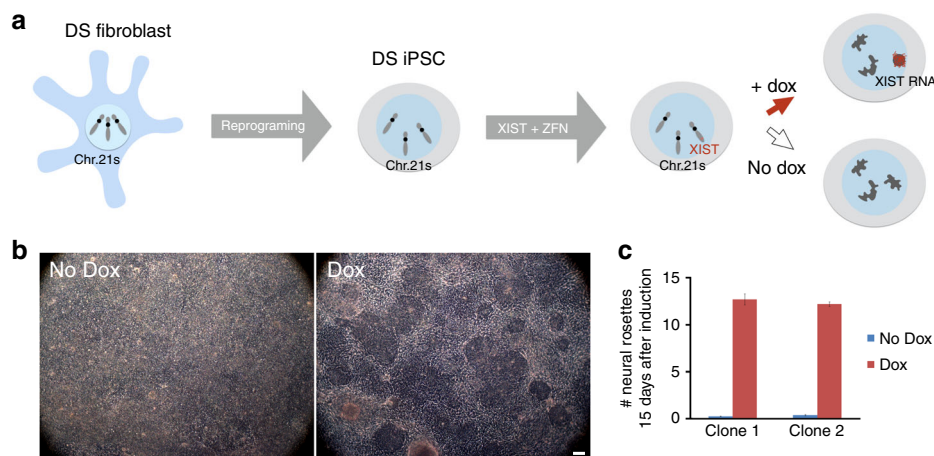 a
DS fibroblast
Chr.21s
Reprograming
DS iPSC
Chr.21s
XIST + ZFN
XIST
Chr.21s
+ dox
No dox
XIST RNA
b
No Dox
Dox
c
# neural rosettes
15 days after induction
15
10
5
0
Clone 1
Clone 2
No Dox
Dox